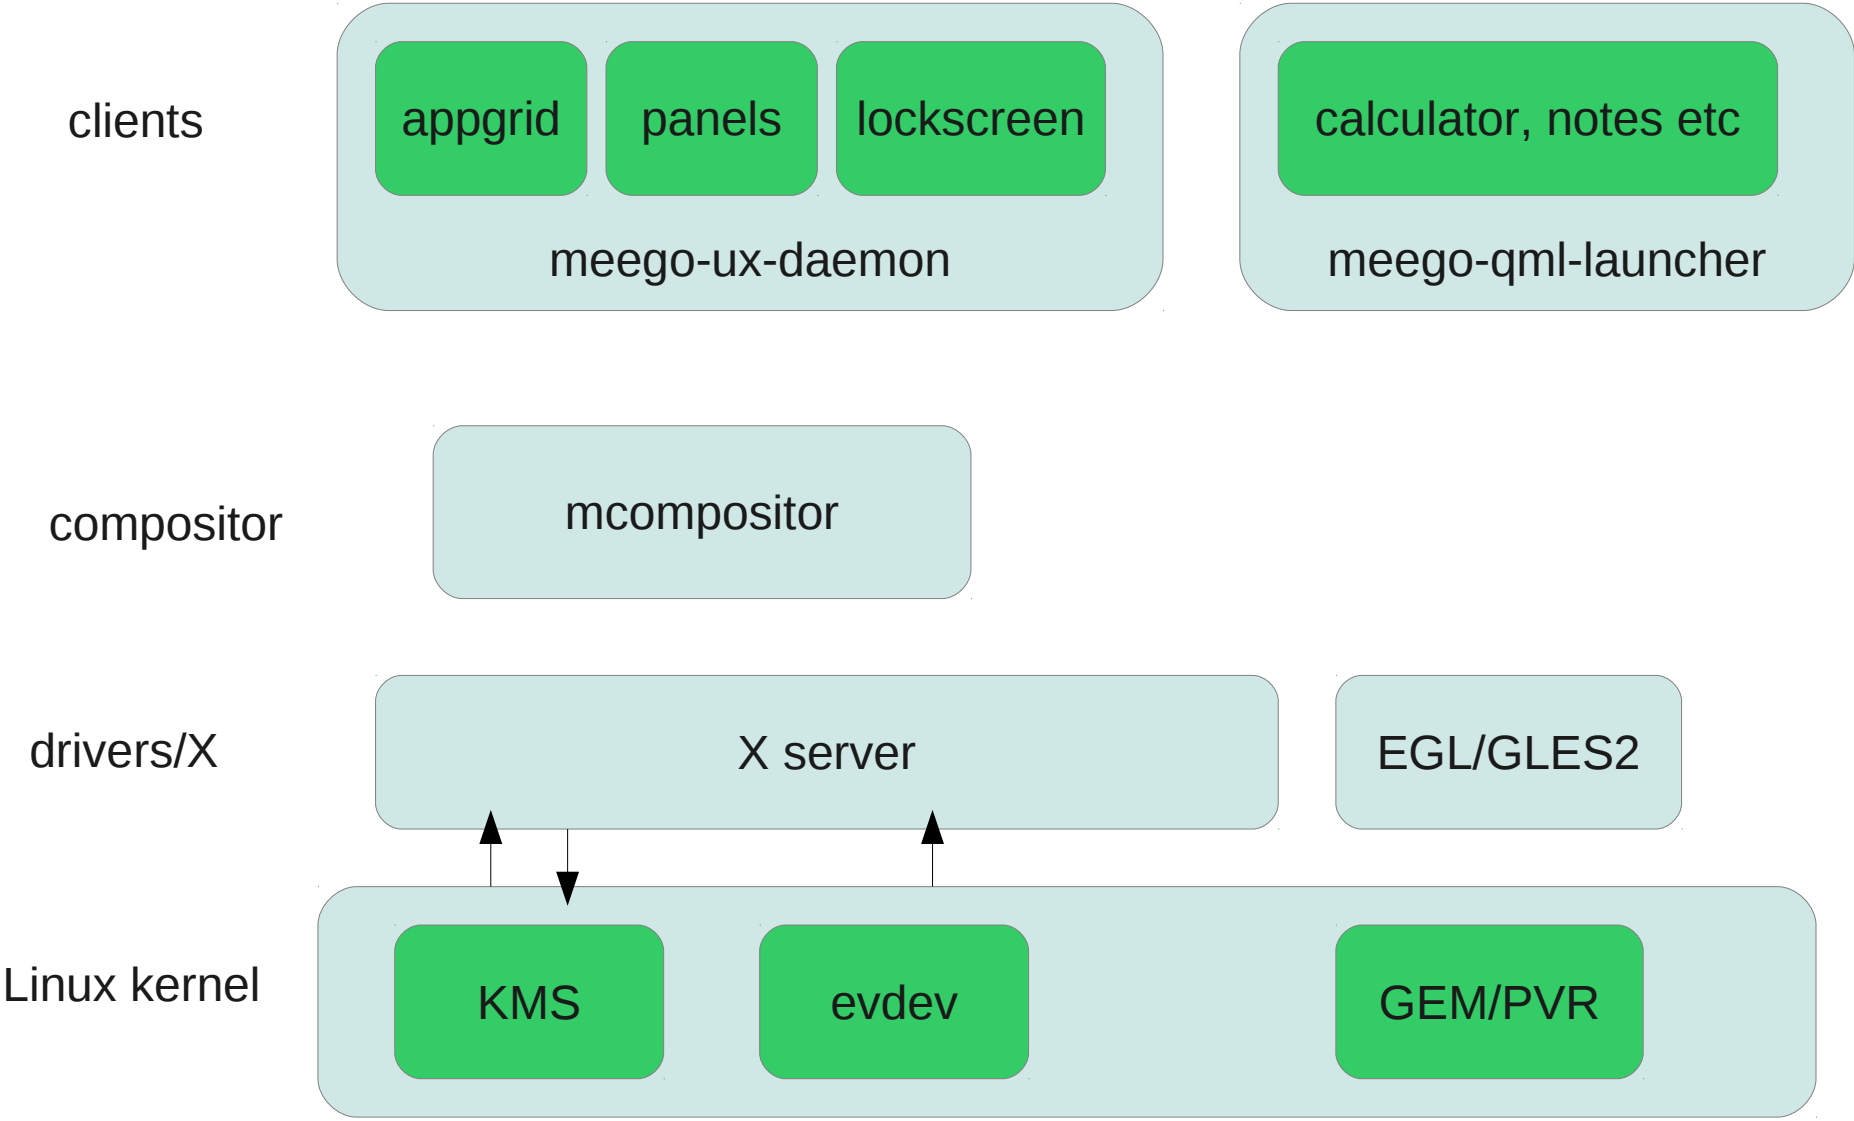 clients
appgrid
panels
lockscreen
calculator, notes etc
meego-ux-daemon
meego-qml-launcher
compositor
mcompositor
drivers/X
X server
EGL/GLES2
Linux kernel
KMS
evdev
GEM/PVR